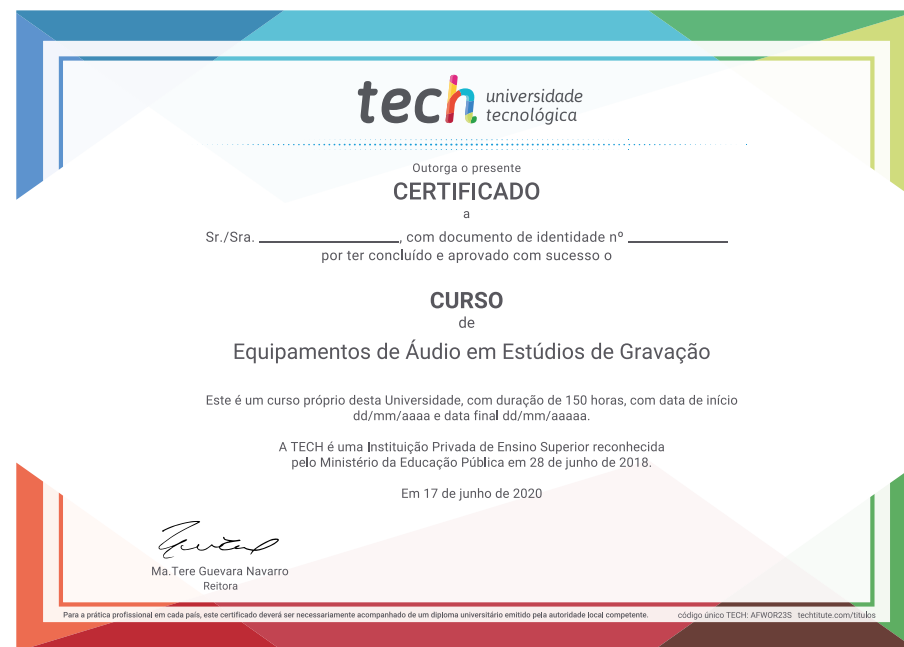 tech universidade
tecnológica
Outorga o presente
CERTIFICADO
a
Sr./Sra. ________________, com documento de identidade nº ___________
por ter concluído e aprovado com sucesso o
CURSO
de
Equipamentos de Áudio em Estúdios de Gravação
Este é um curso próprio desta Universidade, com duração de 150 horas, com data de início
dd/mm/aaaa e data final dd/mm/aaaaa.
A TECH é uma Instituição Privada de Ensino Superior reconhecida
pelo Ministério da Educação Pública em 28 de junho de 2018.
Em 17 de junho de 2020
Ma.Tere Guevara Navarro
Reitora
Para a prática profissional em cada país, este certificado deverá ser necessariamente acompanhado de um diploma universitário emitido pela autoridade local competente. código único TECH: AFWOR23S techtitute.com/titulos